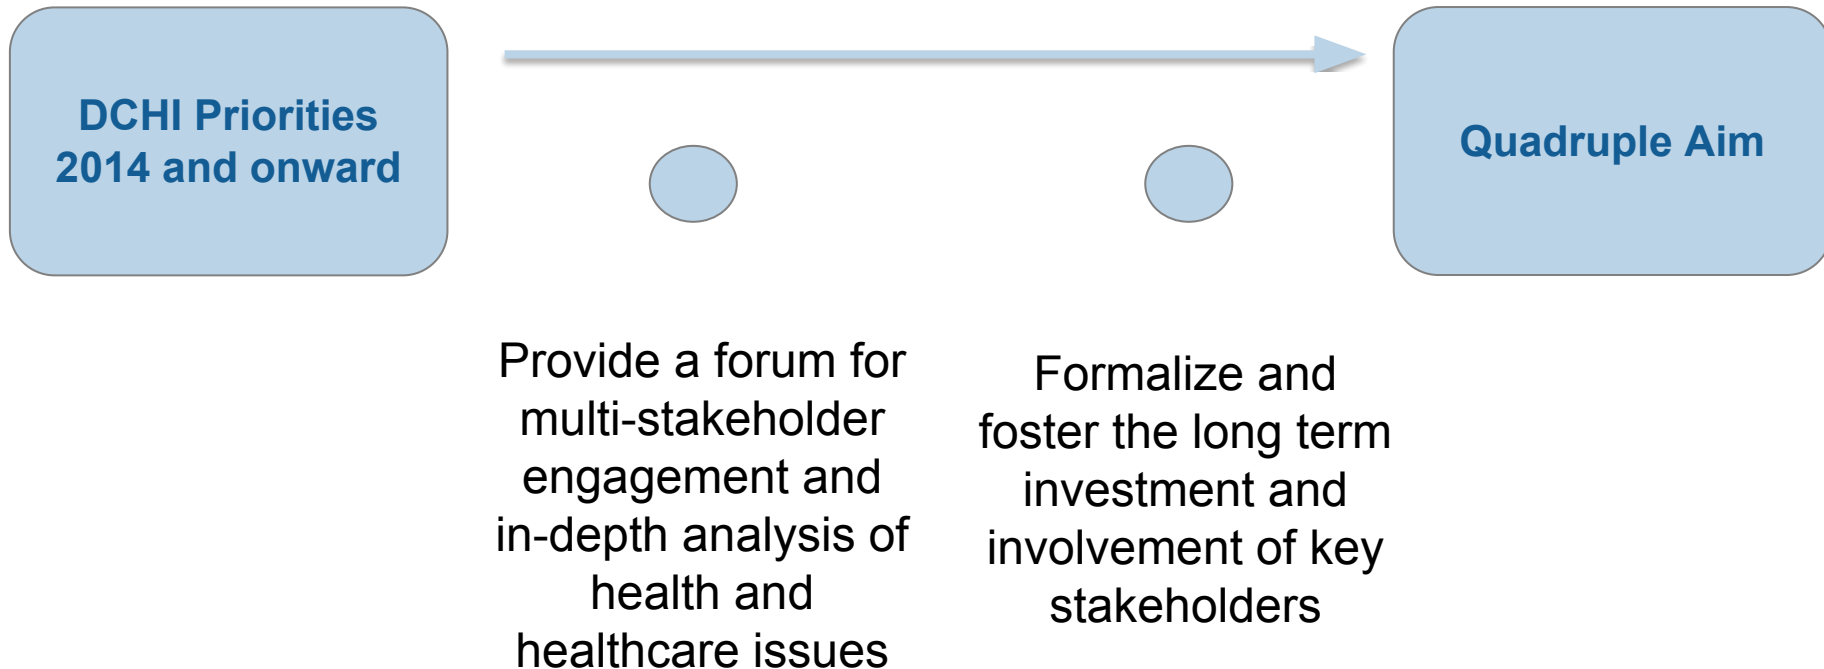 DCHI Priorities
2014 and onward
Quadruple Aim
Provide a forum for
multi-stakeholder
engagement and
in-depth analysis of
health and
healthcare issues
Formalize and
foster the long term
investment and
involvement of key
stakeholders